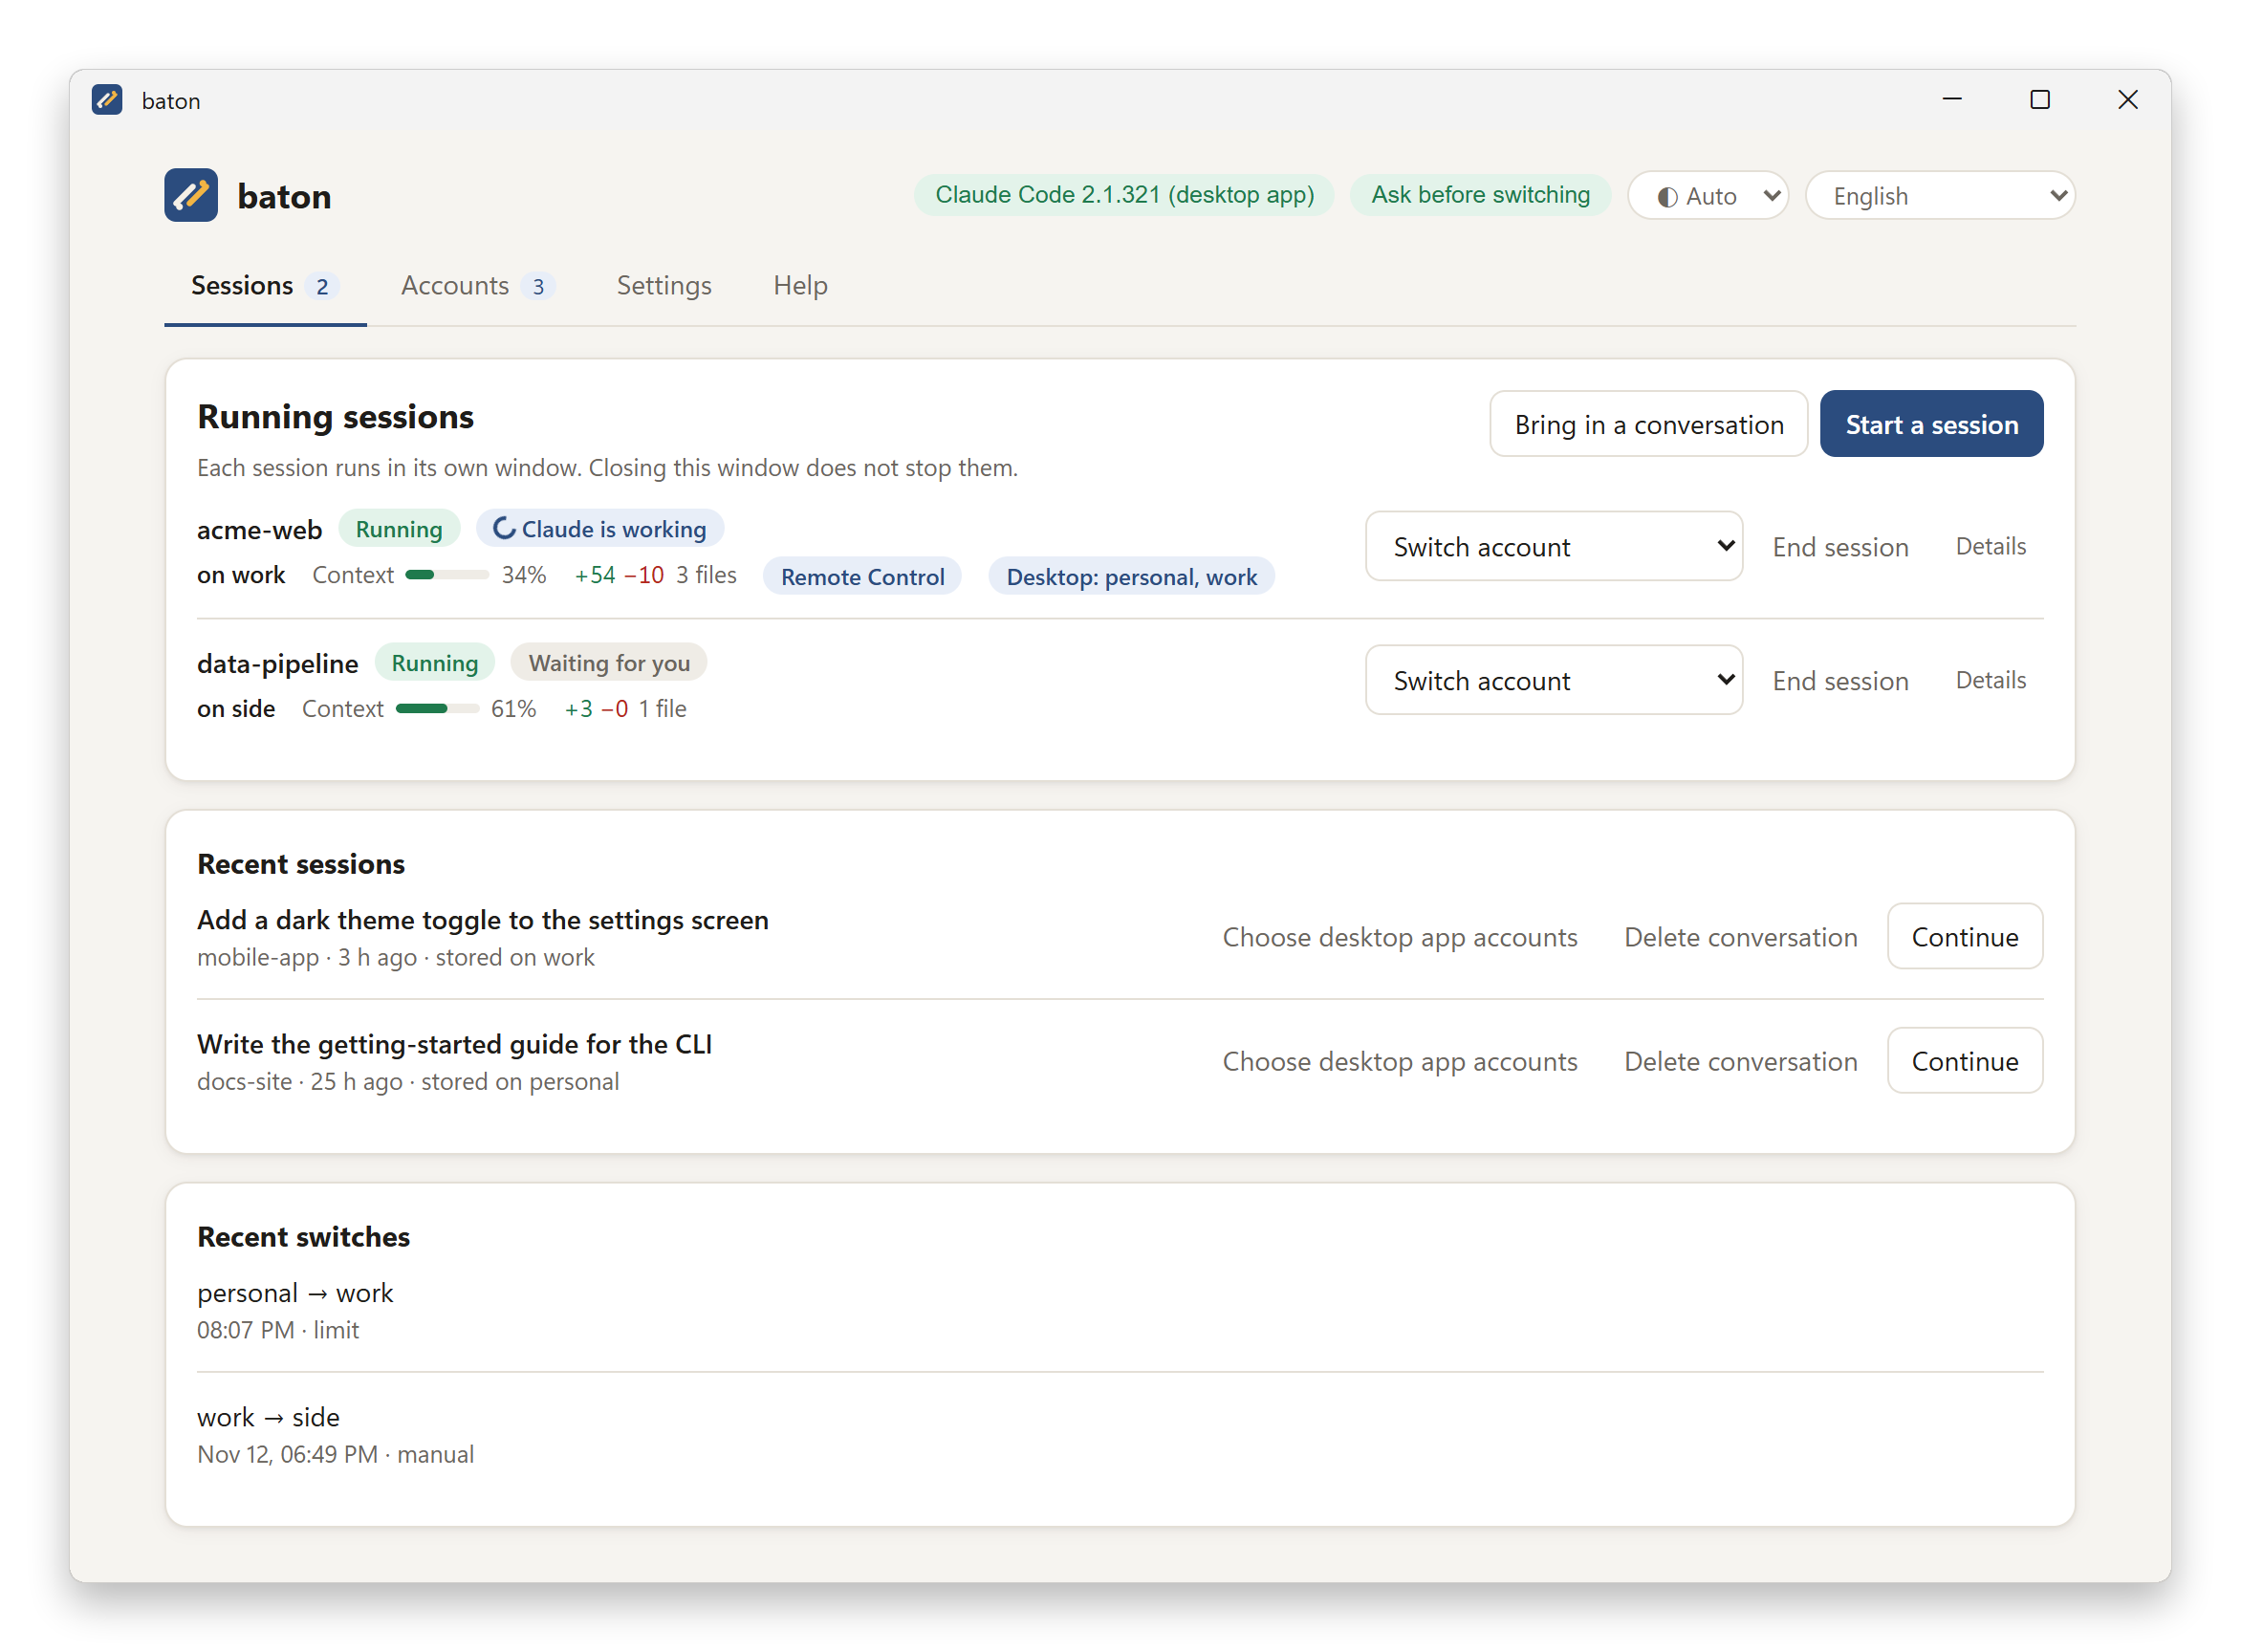 baton
baton
Claude Code 2.1.321 (desktop app)
Ask before switching
Auto
English
Sessions 2
Accounts 3
Settings
Help
Running sessions
Bring in a conversation
Start a session
Each session runs in its own window. Closing this window does not stop them.
acme-web Running Claude is working
on work Context 34% +54 −10 3 files Remote Control Desktop: personal, work
Switch account
End session
Details
data-pipeline Running Waiting for you
on side Context 61% +3 −0 1 file
Switch account
End session
Details
Recent sessions
Add a dark theme toggle to the settings screen
mobile-app · 3 h ago · stored on work
Choose desktop app accounts
Delete conversation
Continue
Write the getting-started guide for the CLI
docs-site · 25 h ago · stored on personal
Choose desktop app accounts
Delete conversation
Continue
Recent switches
personal → work
08:07 PM · limit
work → side
Nov 12, 06:49 PM · manual